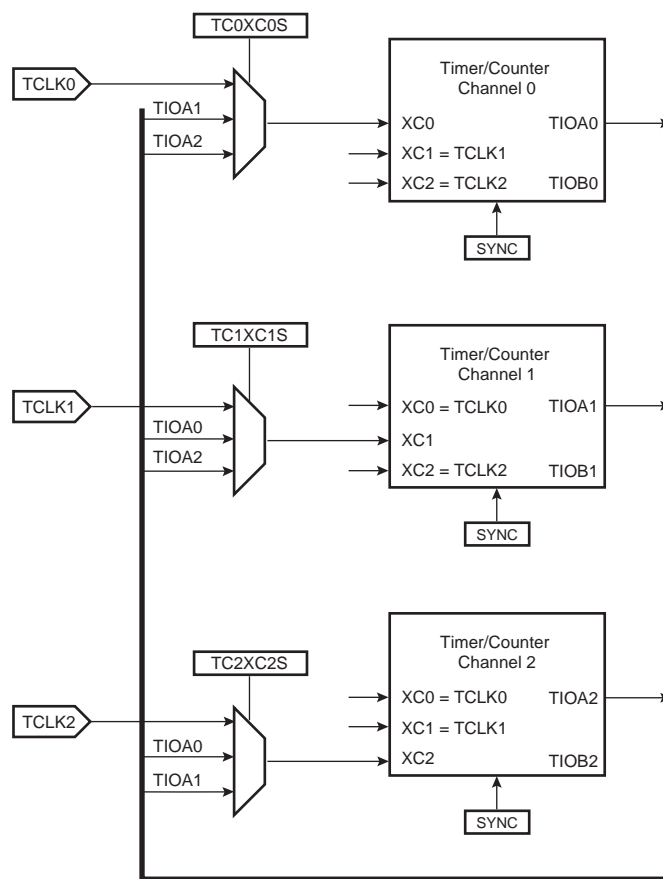 TC0XC0S
TCLK0
TIOA1
TIOA2
Timer/Counter
Channel 0
XC0
TIOA0
XC1 = TCLK1
XC2 = TCLK2
TIOB0
SYNC
TC1XC1S
TCLK1
TIOA0
TIOA2
Timer/Counter
Channel 1
XC0 = TCLK0
TIOA1
XC1
XC2 = TCLK2
TIOB1
SYNC
TC2XC2S
TCLK2
TIOA0
TIOA1
Timer/Counter
Channel 2
XC0 = TCLK0
TIOA2
XC1 = TCLK1
XC2
TIOB2
SYNC